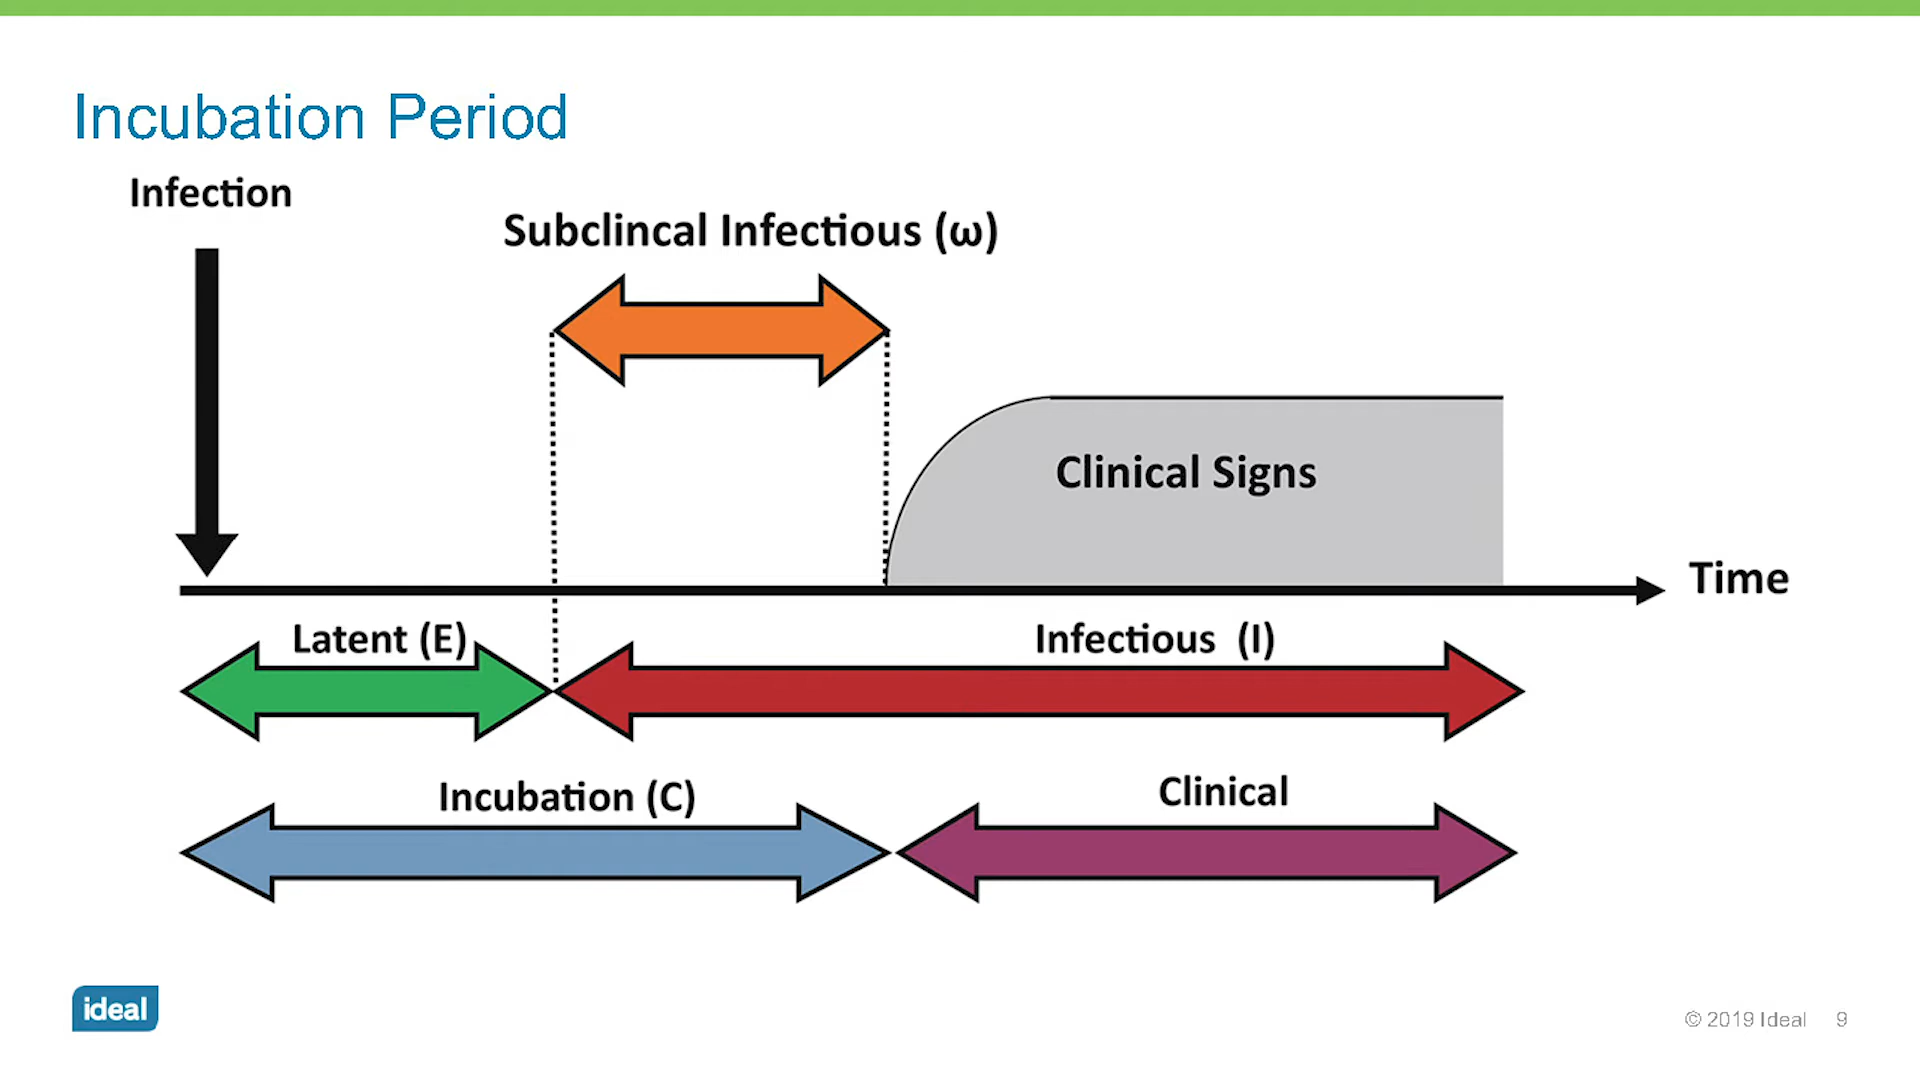 Incubation Period
Infection
Subclincal Infectious (ω)
Clinical Signs
Time
Latent (E)
Infectious (I)
Incubation (C)
Clinical
ideal
© 2019 Ideal 9